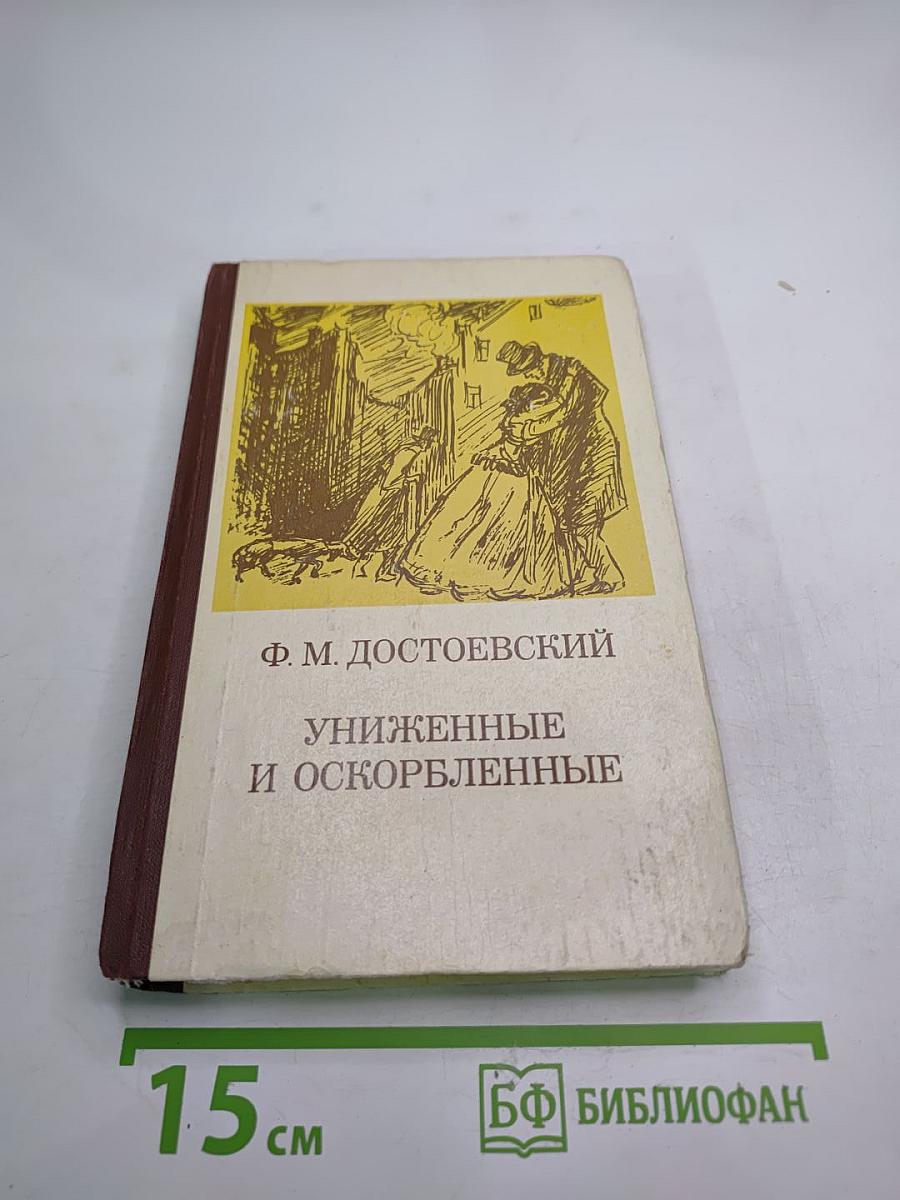 Ф. М. ДОСТОЕВСКИЙ
УНИЖЕННЫЕ
И ОСКОРБЛЕННЫЕ
15 см
БФ БИБЛИОФАН